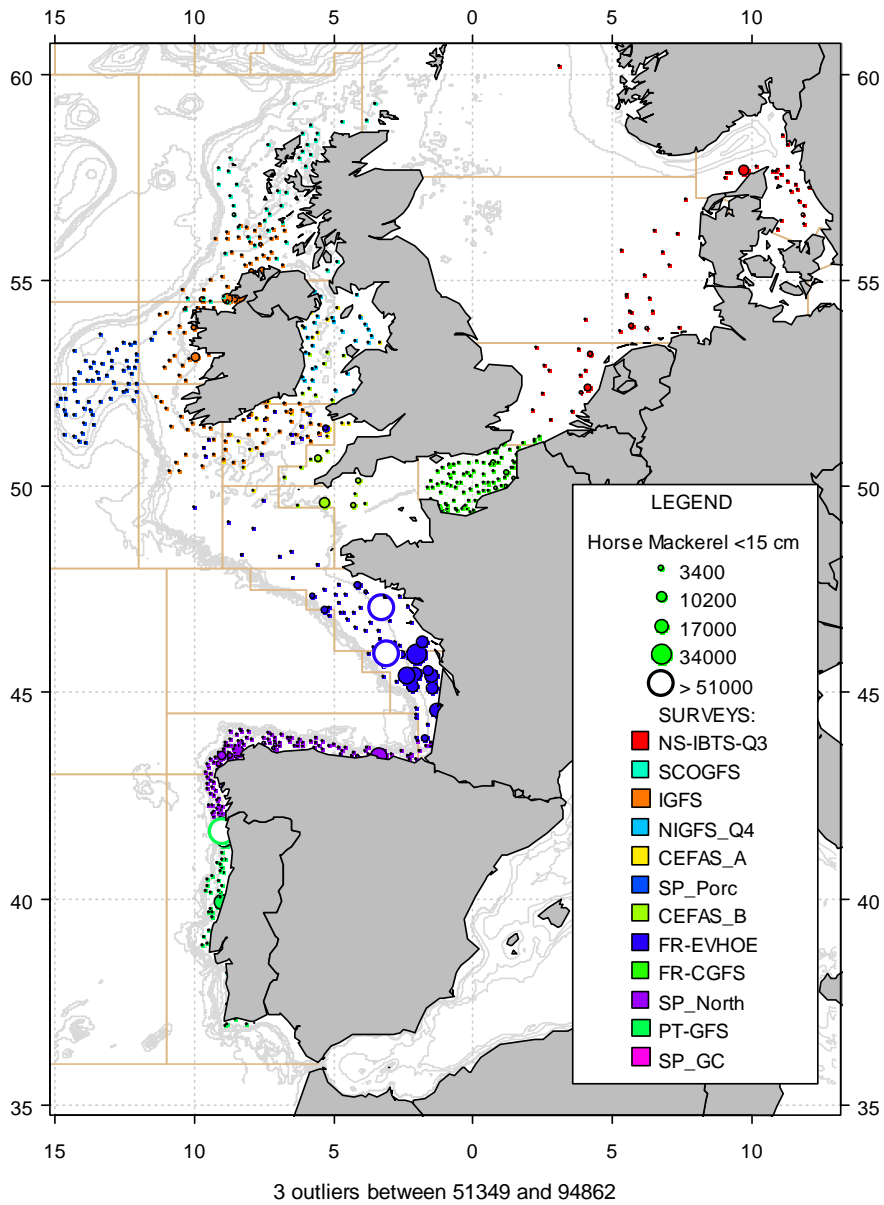 15 10 5 0 5 10
60 60
55 55
50 50
LEGEND
Horse Mackerel <15 cm
3400
10200
17000
34000
> 51000
SURVEYS:
NS-IBTS-Q3
SCOGFS
IGFS
NIGFS_Q4
CEFAS_A
SP_Porc
CEFAS_B
FR-EVHOE
FR-CGFS
SP_North
PT-GFS
SP_GC
45 45
40 40
35 35
15 10 5 0 5 10
3 outliers between 51349 and 94862